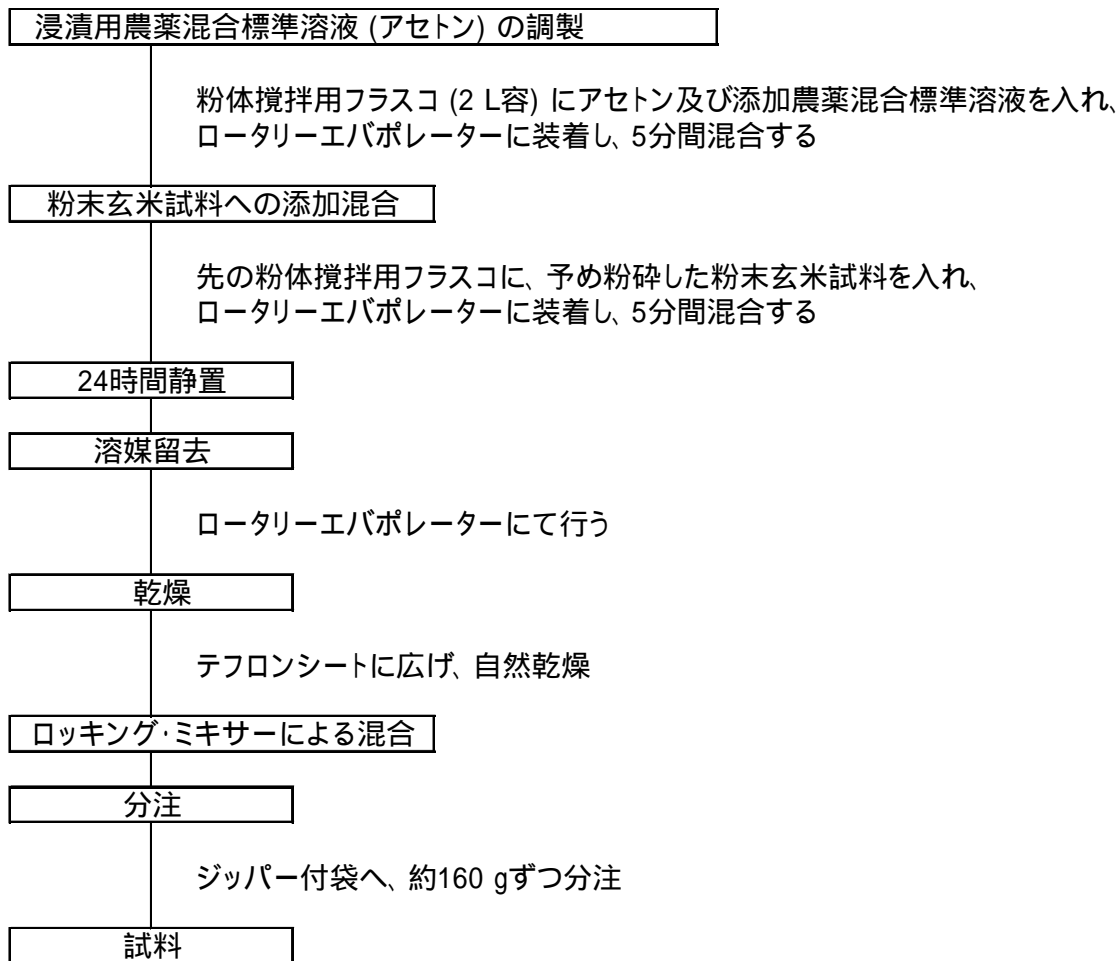 浸漬用農薬混合標準溶液 (アセトン) の調製
粉体撹拌用フラスコ (2 L容) にアセトン及び添加農薬混合標準溶液を入れ、
ロータリーエバポレーターに装着し、5分間混合する
粉末玄米試料への添加混合
先の粉体撹拌用フラスコに、予め粉砕した粉末玄米試料を入れ、
ロータリーエバポレーターに装着し、5分間混合する
24時間静置
溶媒留去
ロータリーエバポレーターにて行う
乾燥
テフロンシートに広げ、自然乾燥
ロッキング・ミキサーによる混合
分注
ジッパー付袋へ、約160 gずつ分注
試料